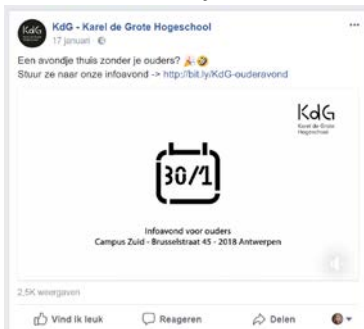 KdG - Karel de Grote Hogeschool
17 januari
Een avondje thuis zonder je ouders? 🎉🤣
Stuur ze naar onze infoavond -> http://bit.ly/KdG-ouderavond
KdG
Karel de Grote
Hogeschool
30/1
Infoavond voor ouders
Campus Zuid - Brusselstraat 45 - 2018 Antwerpen
2,5K weergaven
Vind ik leuk
Reageren
Delen